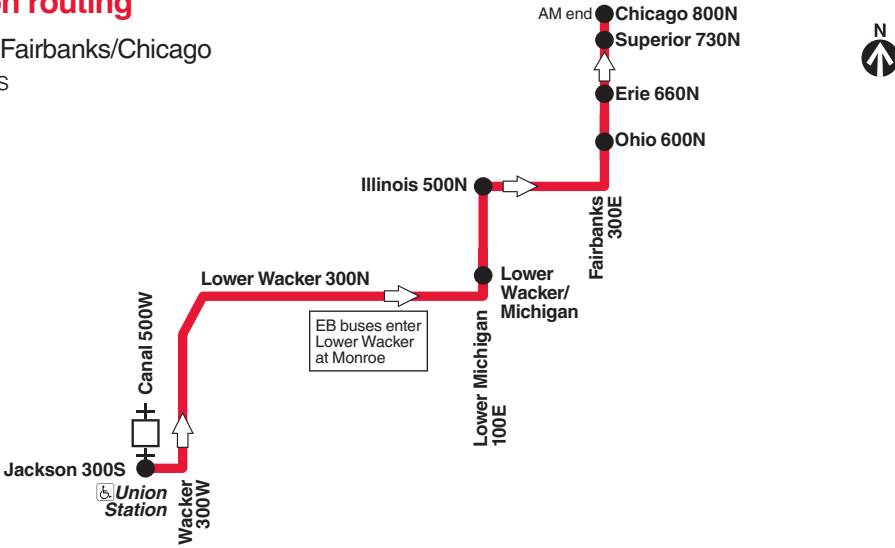 on routing
Fairbanks/Chicago
S
AM end
Chicago 800N
Superior 730N
N
Erie 660N
Ohio 600N
Illinois 500N
Fairbanks
300E
Lower Wacker 300N
Lower
Wacker/
Michigan
EB buses enter
Lower Wacker
at Monroe
Canal 500W
Lower Michigan
100E
Jackson 300S
Union
Station
Wacker
300W